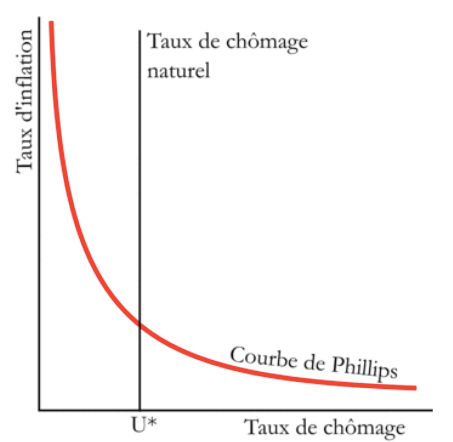 Taux d'inflation
Taux de chômage
naturel
Courbe de Phillips
U*
Taux de chômage